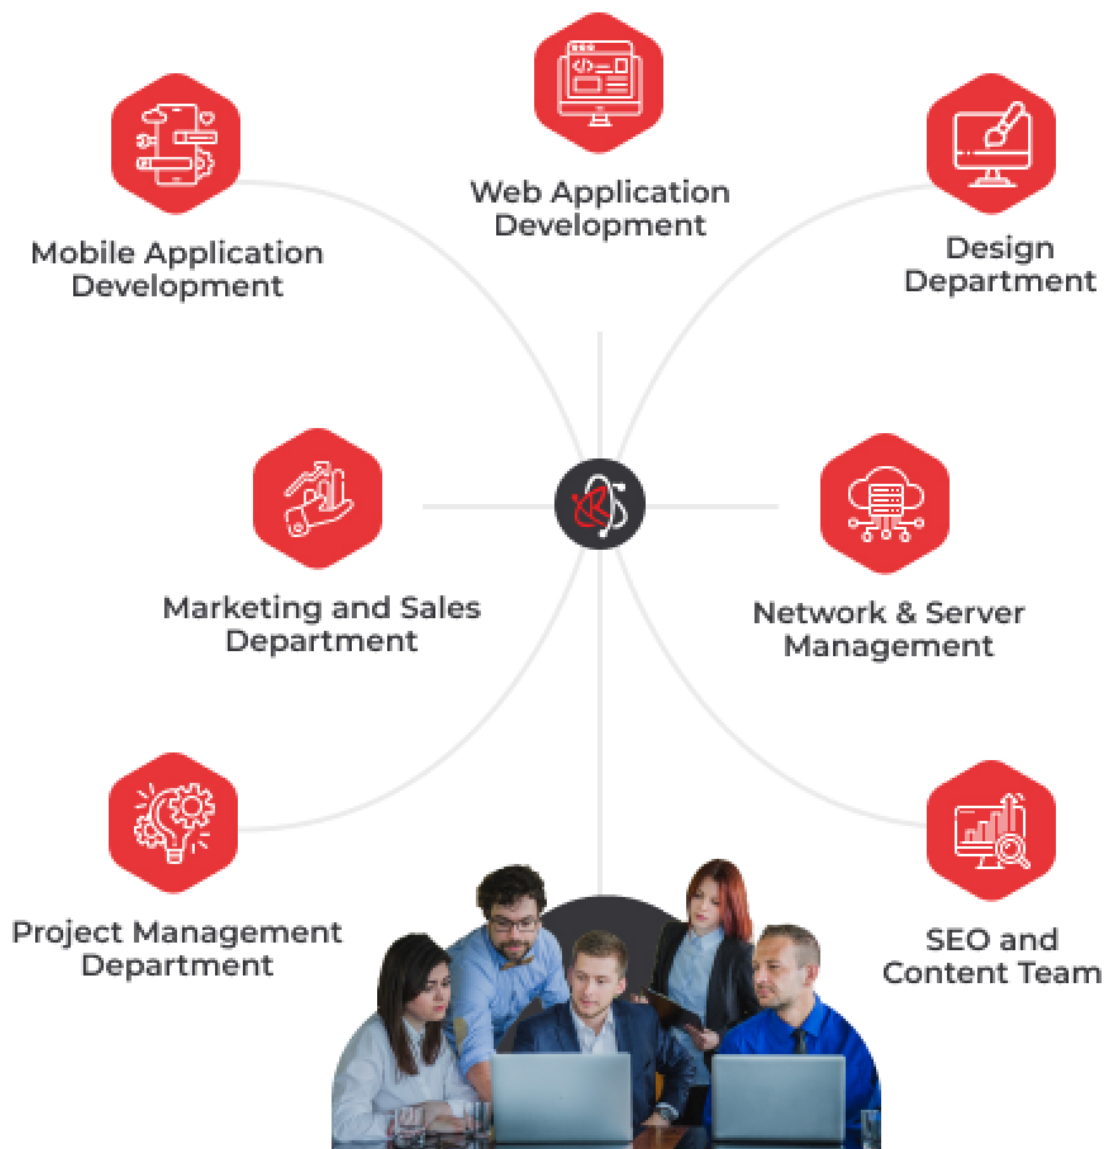 Web Application
Development
Mobile Application
Development
Design
Department
Marketing and Sales
Department
Network & Server
Management
Project Management
Department
SEO and
Content Team